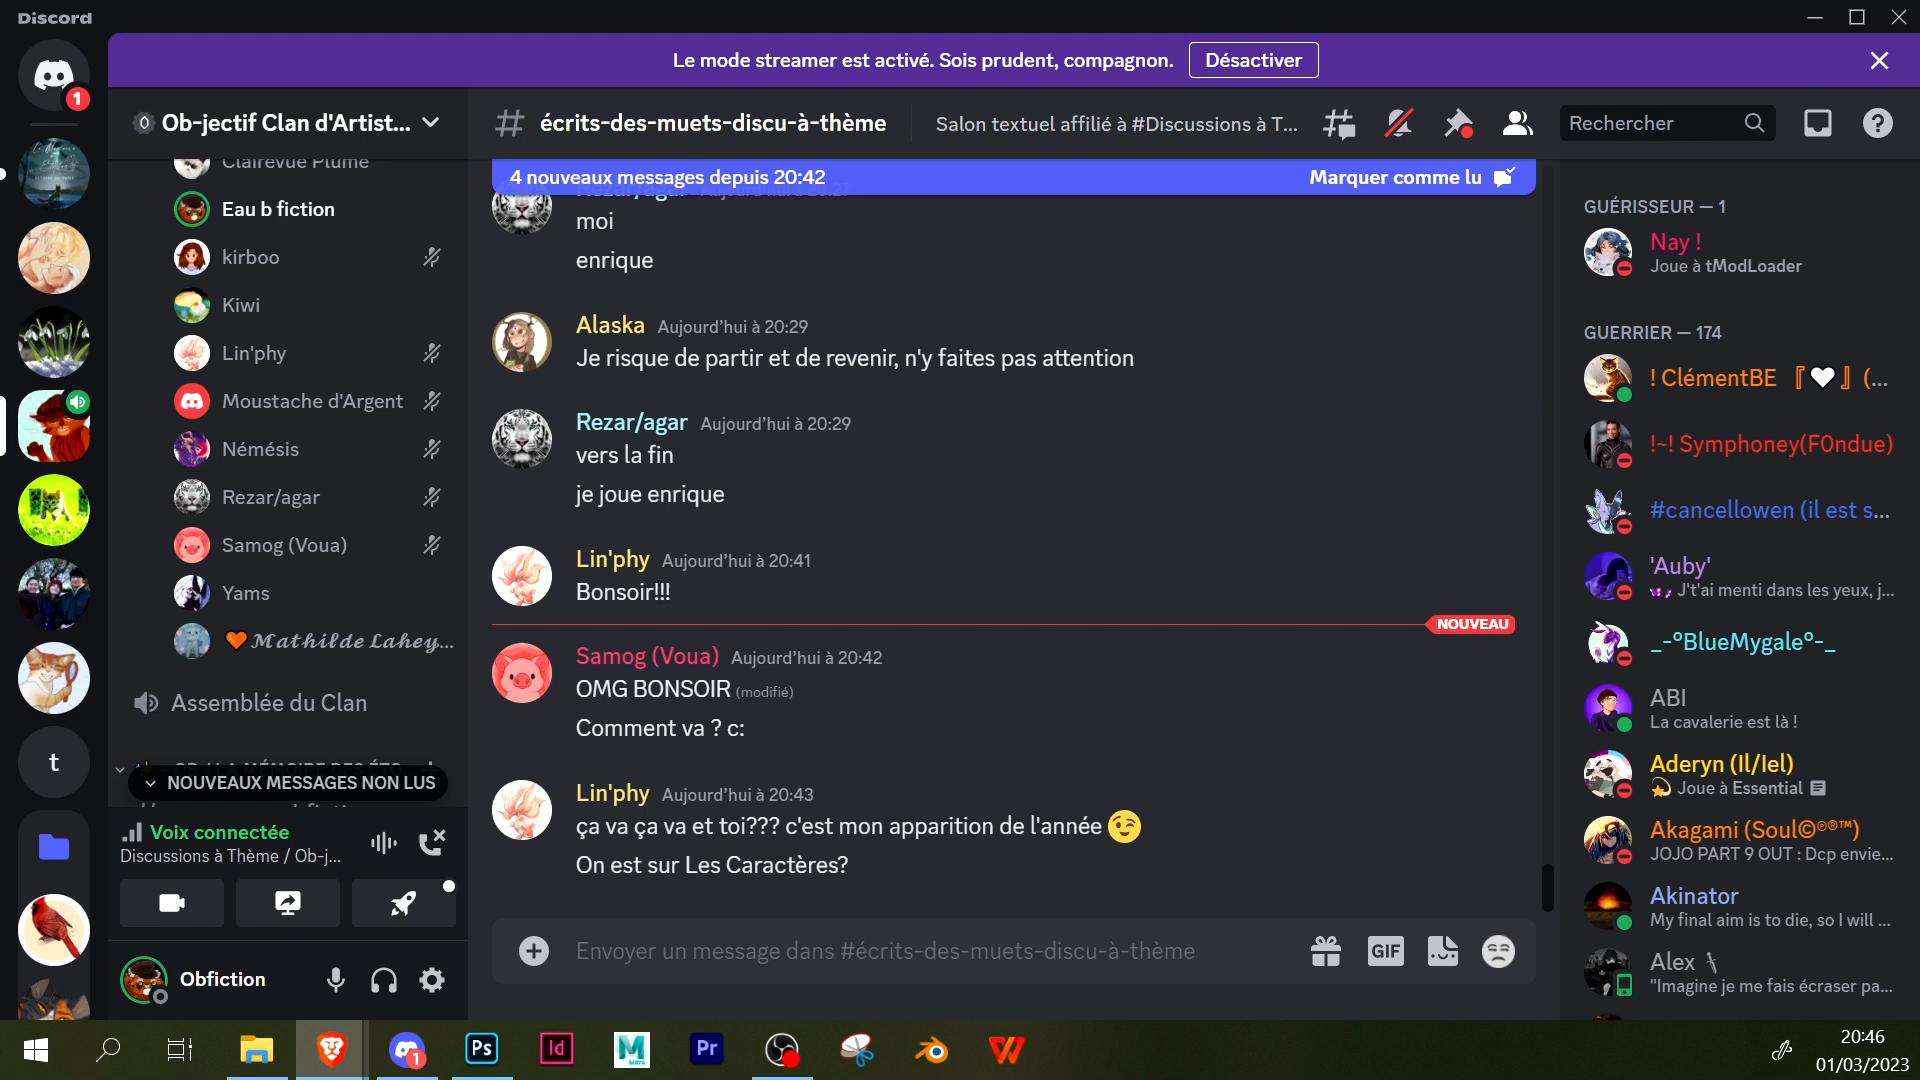 Discord
Le mode streamer est activé. Sois prudent, compagnon.
Désactiver
1
Ob-jectif Clan d'Artist...
Clairevue Plume
Eau b fiction
kirboo
Kiwi
Lin'phy
Moustache d'Argent
Némésis
Rezar/agar
Samog (Voua)
Yams
🧡 Mathilde Lahey...
Assemblée du Clan
NOUVEAUX MESSAGES NON LUS
t
Voix connectée
Discussions à Thème / Ob-j...
Obfiction
écrits-des-muets-discu-à-thème
Salon textuel affilié à #Discussions à T...
Rechercher
4 nouveaux messages depuis 20:42
Marquer comme lu
moi
enrique
Alaska Aujourd'hui à 20:29
Je risque de partir et de revenir, n'y faites pas attention
Rezar/agar Aujourd'hui à 20:29
vers la fin
je joue enrique
Lin'phy Aujourd'hui à 20:41
Bonsoir!!!
NOUVEAU
Samog (Voua) Aujourd'hui à 20:42
OMG BONSOIR (modifié)
Comment va ? c:
Lin'phy Aujourd'hui à 20:43
ça va ça va et toi??? c'est mon apparition de l'année 😉
On est sur Les Caractères?
Envoyer un message dans #écrits-des-muets-discu-à-thème
GIF
GUÉRISSEUR — 1
Nay !
Joue à tModLoader
GUERRIER — 174
! ClémentBE 『🤍』 (...
!~! Symphoney(F0ndue)
#cancellowen (il est s...
'Auby'
J't'ai menti dans les yeux, j...
_-°BlueMygale°-_
ABI
La cavalerie est là !
Aderyn (Il/Iel)
💫 Joue à Essential
Akagami (Soul©℗®™)
JOJO PART 9 OUT : Dcp envie...
Akinator
My final aim is to die, so I will ...
Alex
"Imagine je me fais écraser pa...
1
Ps
Id
M
MAYA
Pr
20:46
01/03/2023